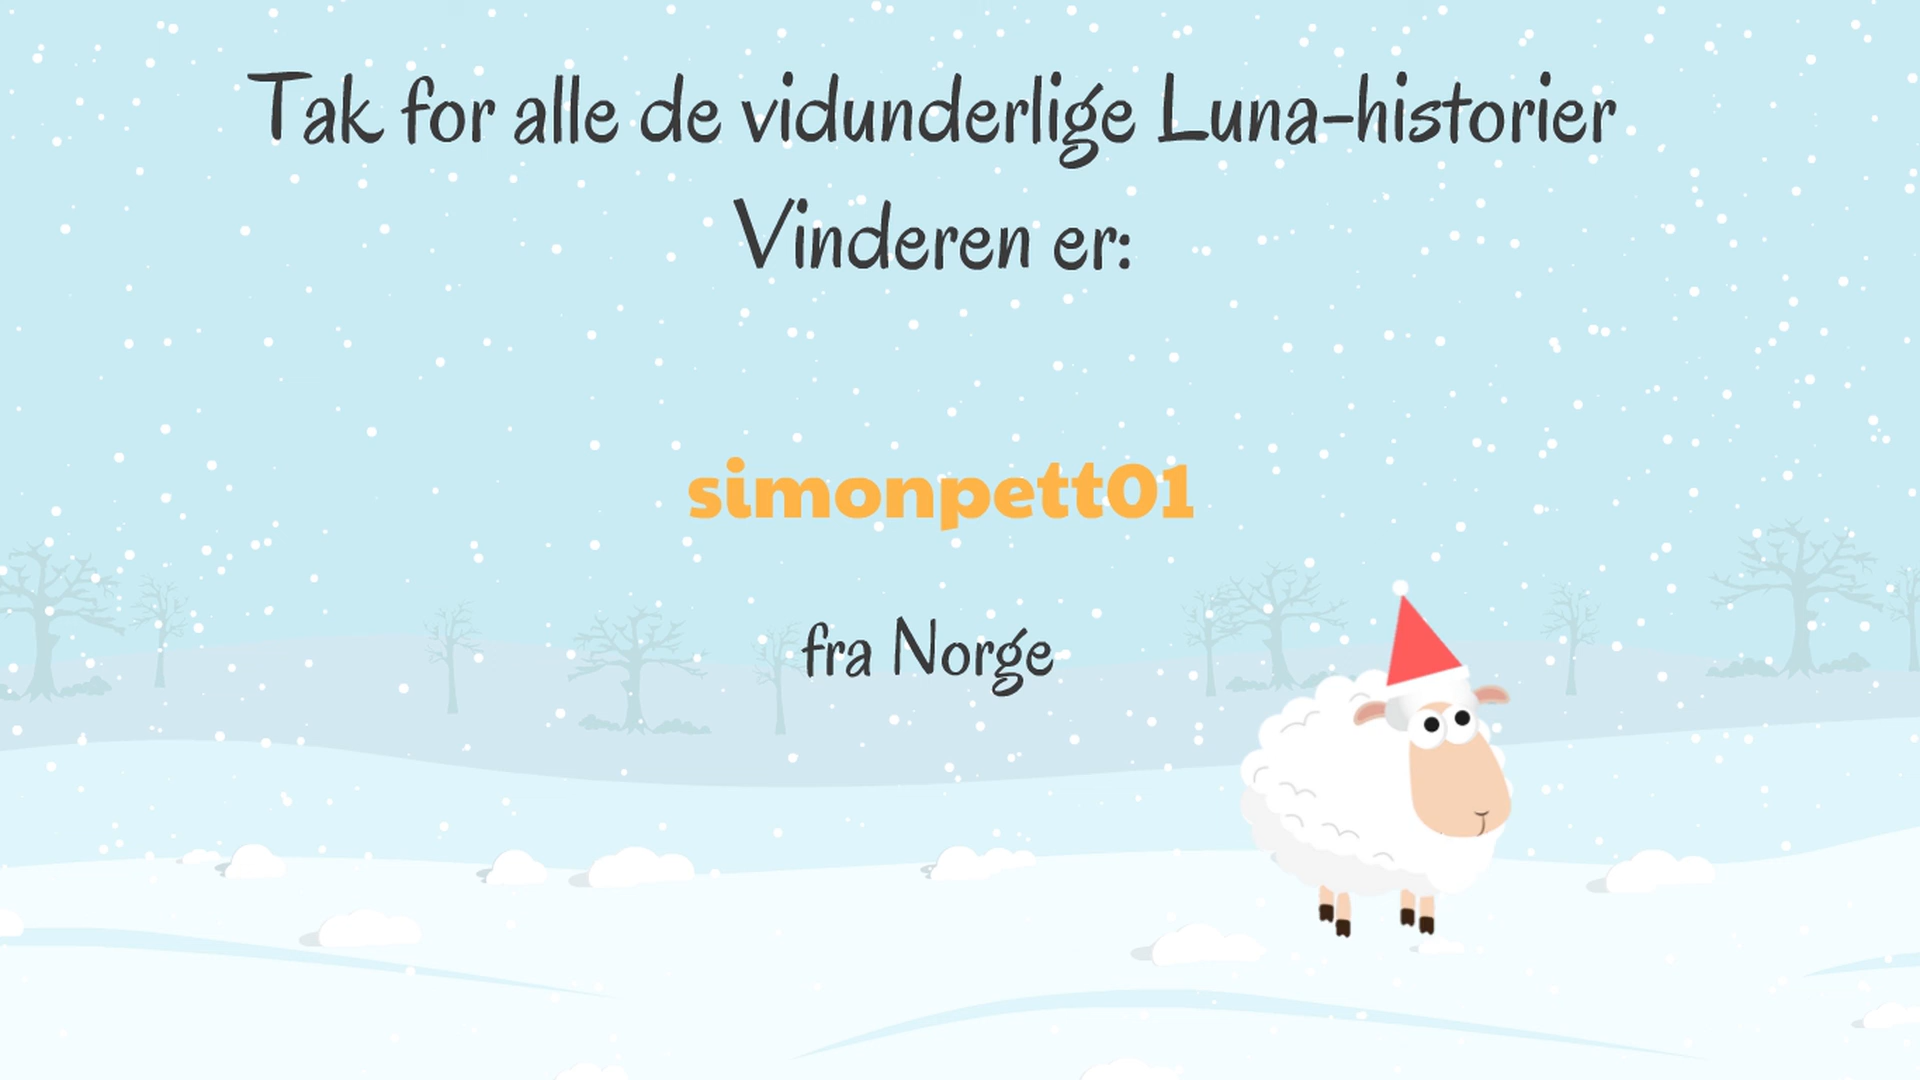 Tak for alle de vidunderlige Luna-historier
Vinderen er:
simonpett01
fra Norge